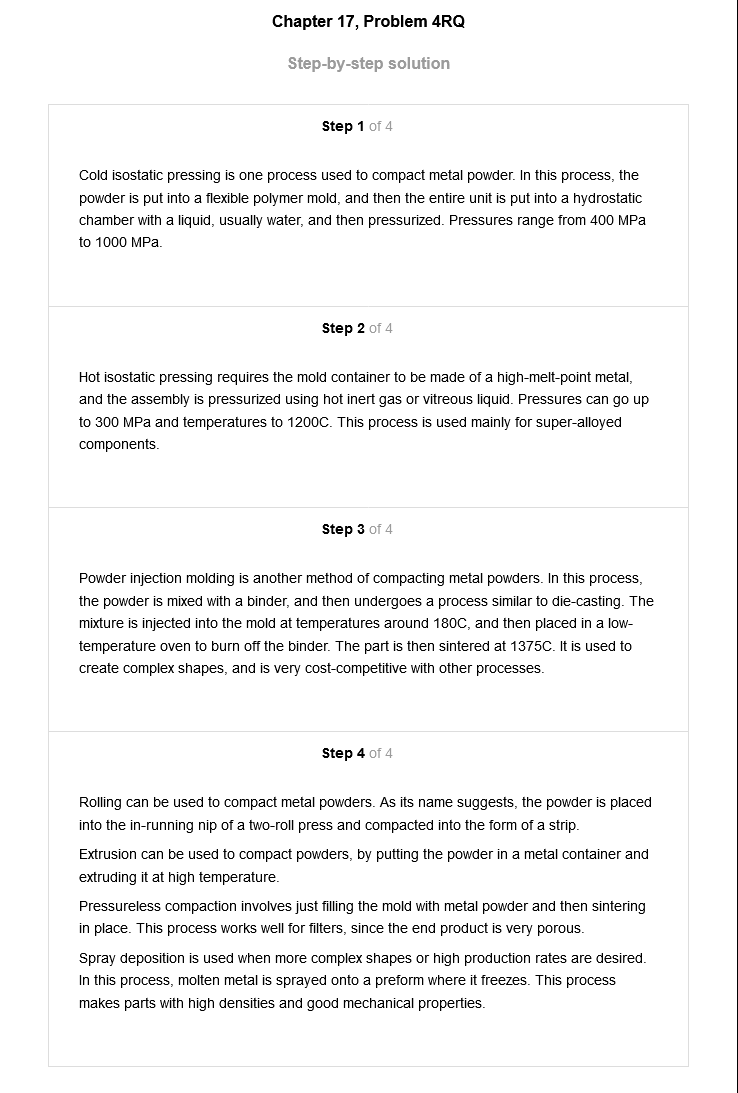 Chapter 17, Problem 4RQ
Step-by-step solution
Step 1 of 4
Cold isostatic pressing is one process used to compact metal powder. In this process, the
powder is put into a flexible polymer mold, and then the entire unit is put into a hydrostatic
chamber with a liquid, usually water, and then pressurized. Pressures range from 400 MPa
to 1000 MPa.
Step 2 of 4
Hot isostatic pressing requires the mold container to be made of a high-melt-point metal,
and the assembly is pressurized using hot inert gas or vitreous liquid. Pressures can go up
to 300 MPa and temperatures to 1200C. This process is used mainly for super-alloyed
components.
Step 3 of 4
Powder injection molding is another method of compacting metal powders. In this process,
the powder is mixed with a binder, and then undergoes a process similar to die-casting. The
mixture is injected into the mold at temperatures around 180C, and then placed in a low-
temperature oven to burn off the binder. The part is then sintered at 1375C. It is used to
create complex shapes, and is very cost-competitive with other processes.
Step 4 of 4
Rolling can be used to compact metal powders. As its name suggests, the powder is placed
into the in-running nip of a two-roll press and compacted into the form of a strip.
Extrusion can be used to compact powders, by putting the powder in a metal container and
extruding it at high temperature.
Pressureless compaction involves just filling the mold with metal powder and then sintering
in place. This process works well for filters, since the end product is very porous.
Spray deposition is used when more complex shapes or high production rates are desired.
In this process, molten metal is sprayed onto a preform where it freezes. This process
makes parts with high densities and good mechanical properties.